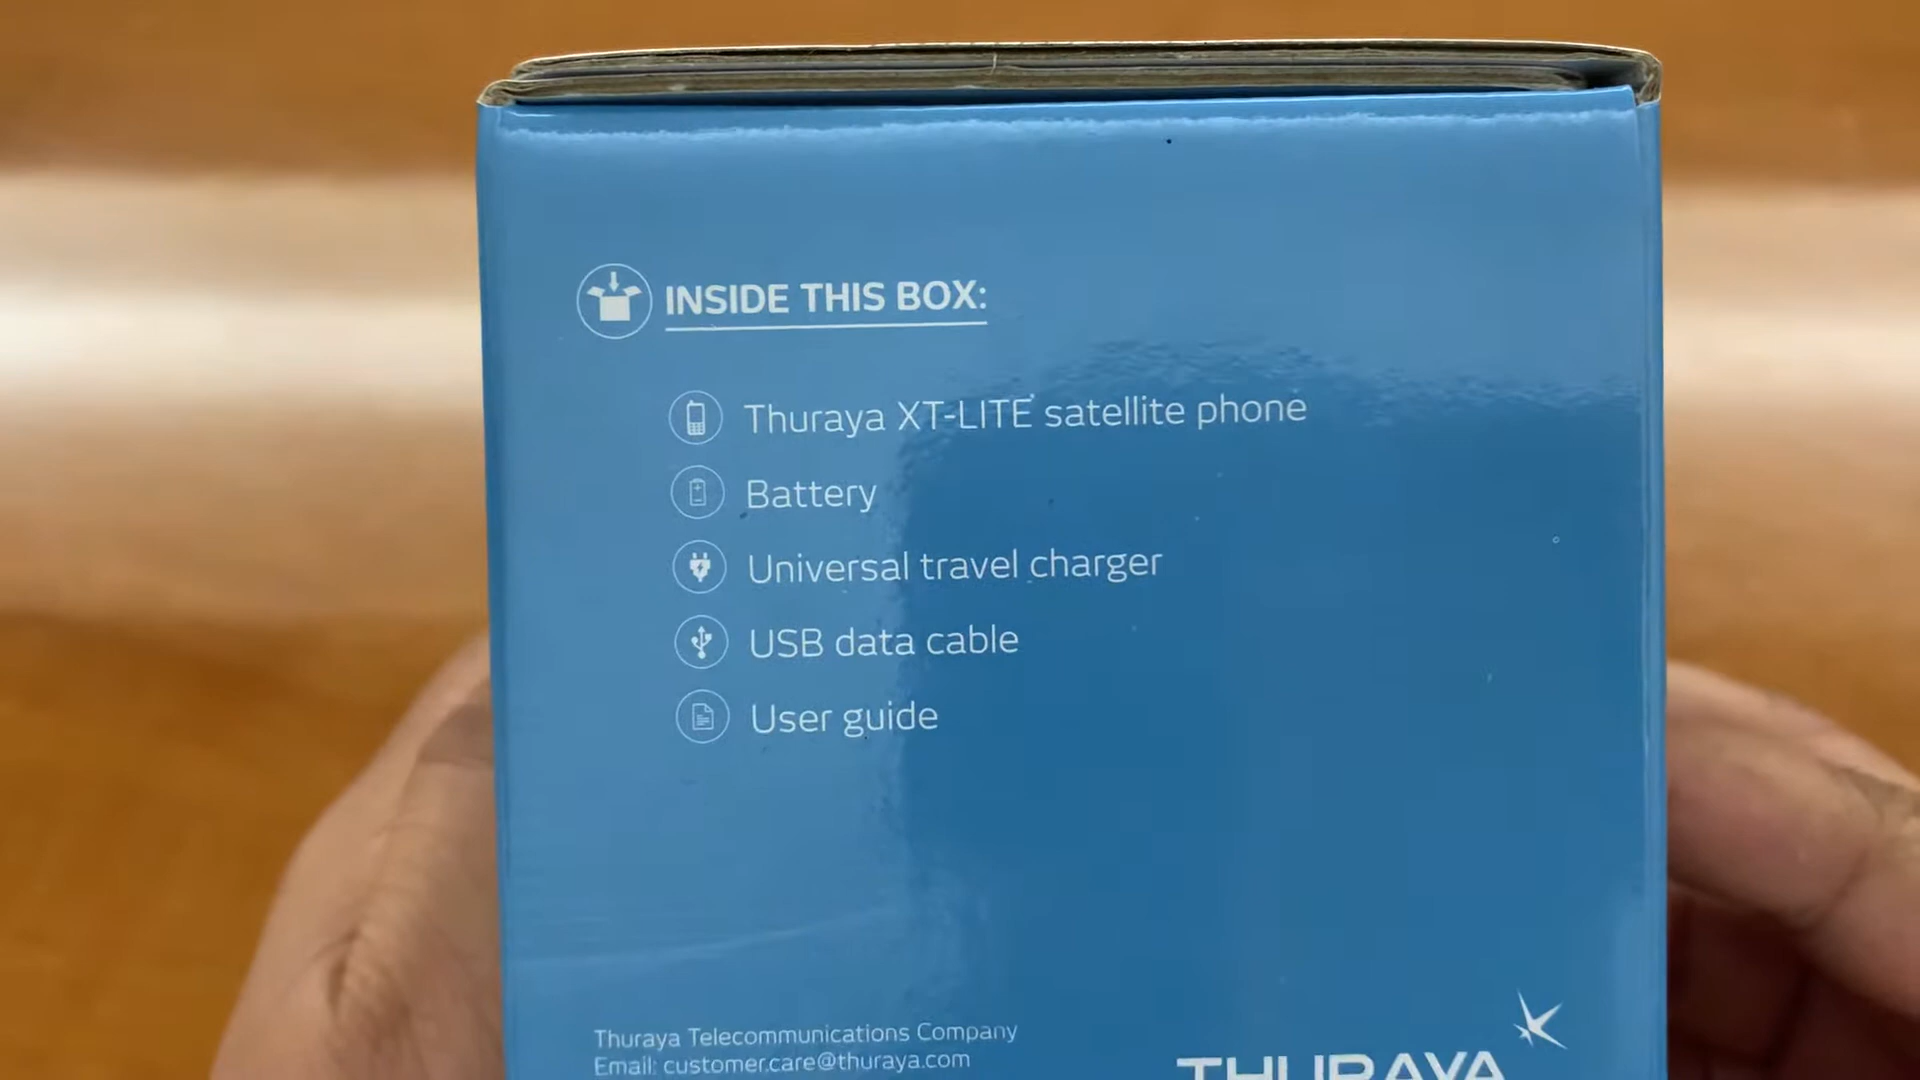 INSIDE THIS BOX:
Thuraya XT-LITE satellite phone
Battery
Universal travel charger
USB data cable
User guide
Thuraya Telecommunications Company
Email: customer.care@thuraya.com
THURAYA